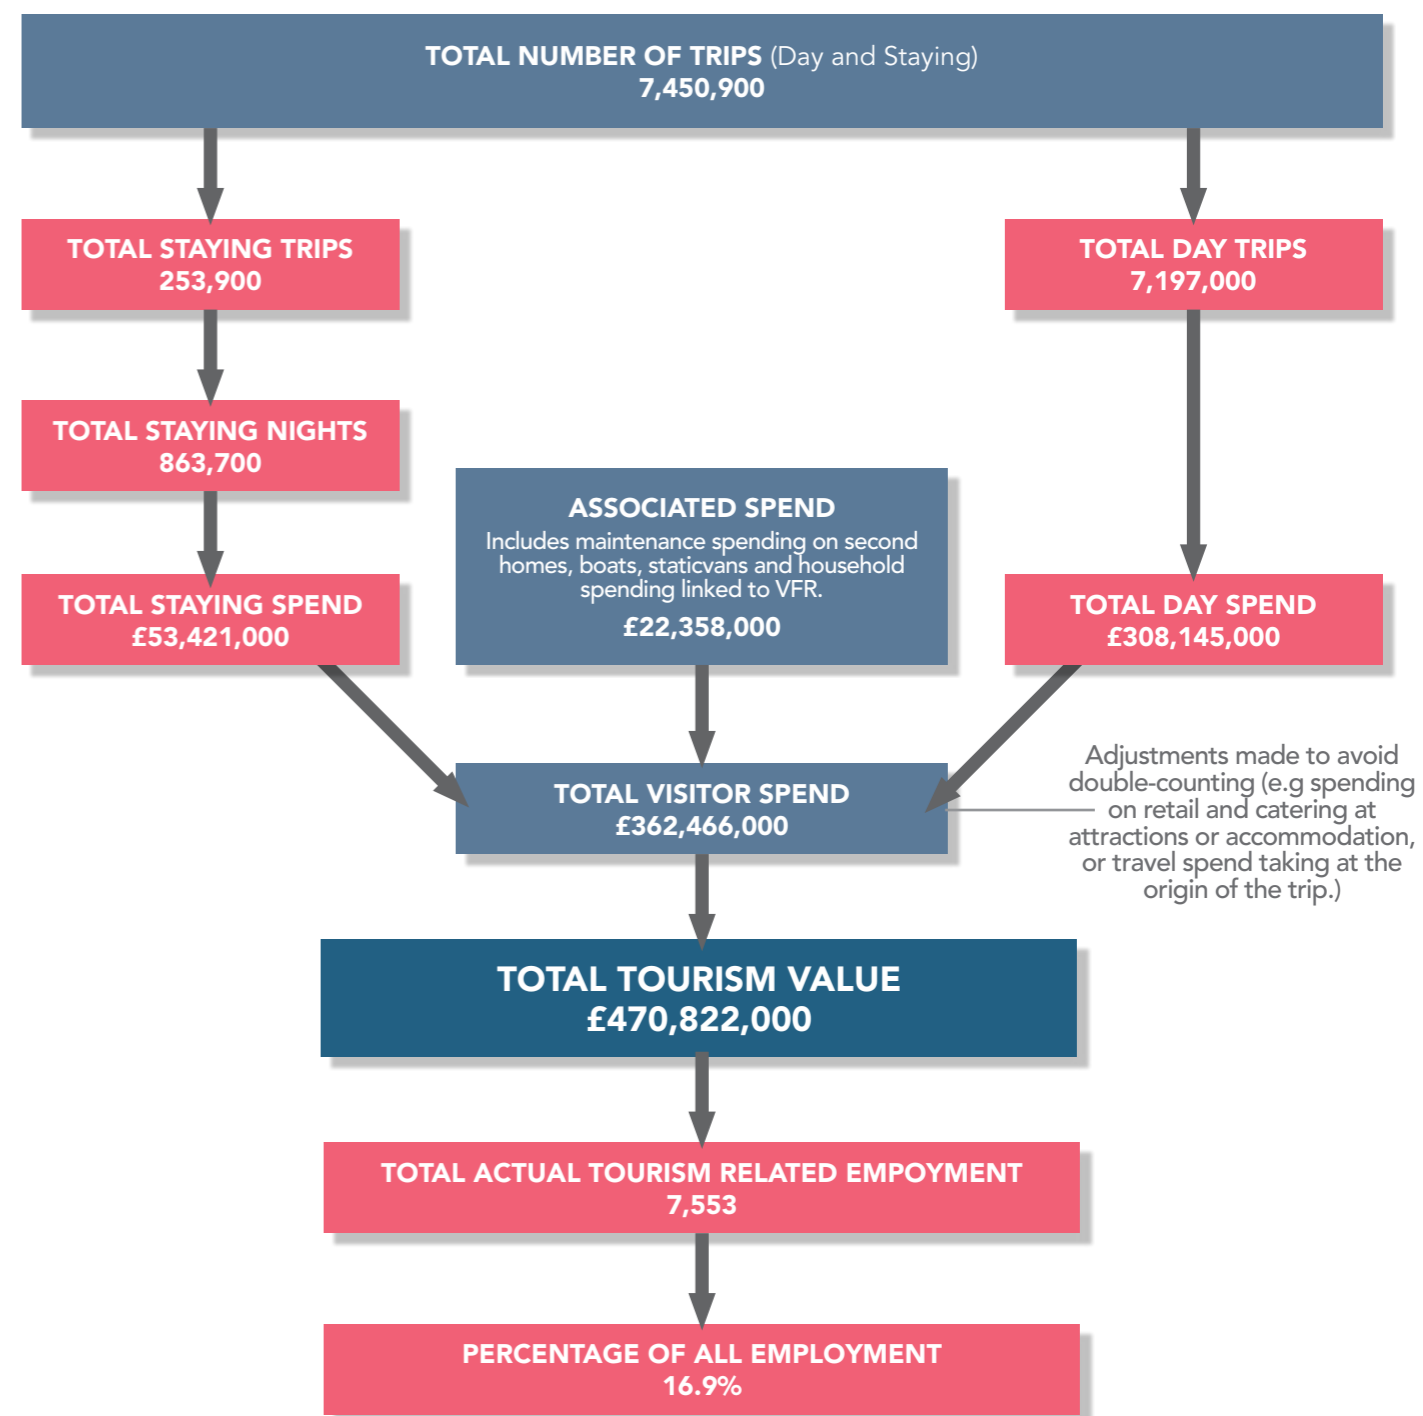 TOTAL NUMBER OF TRIPS (Day and Staying)
7,450,900
TOTAL STAYING TRIPS
253,900
TOTAL DAY TRIPS
7,197,000
TOTAL STAYING NIGHTS
863,700
ASSOCIATED SPEND
Includes maintenance spending on second
homes, boats, staticvans and household
spending linked to VFR.
£22,358,000
TOTAL STAYING SPEND
£53,421,000
TOTAL DAY SPEND
£308,145,000
TOTAL VISITOR SPEND
£362,466,000
Adjustments made to avoid
double-counting (e.g spending
on retail and catering at
attractions or accommodation,
or travel spend taking at the
origin of the trip.)
TOTAL TOURISM VALUE
£470,822,000
TOTAL ACTUAL TOURISM RELATED EMPOYMENT
7,553
PERCENTAGE OF ALL EMPLOYMENT
16.9%